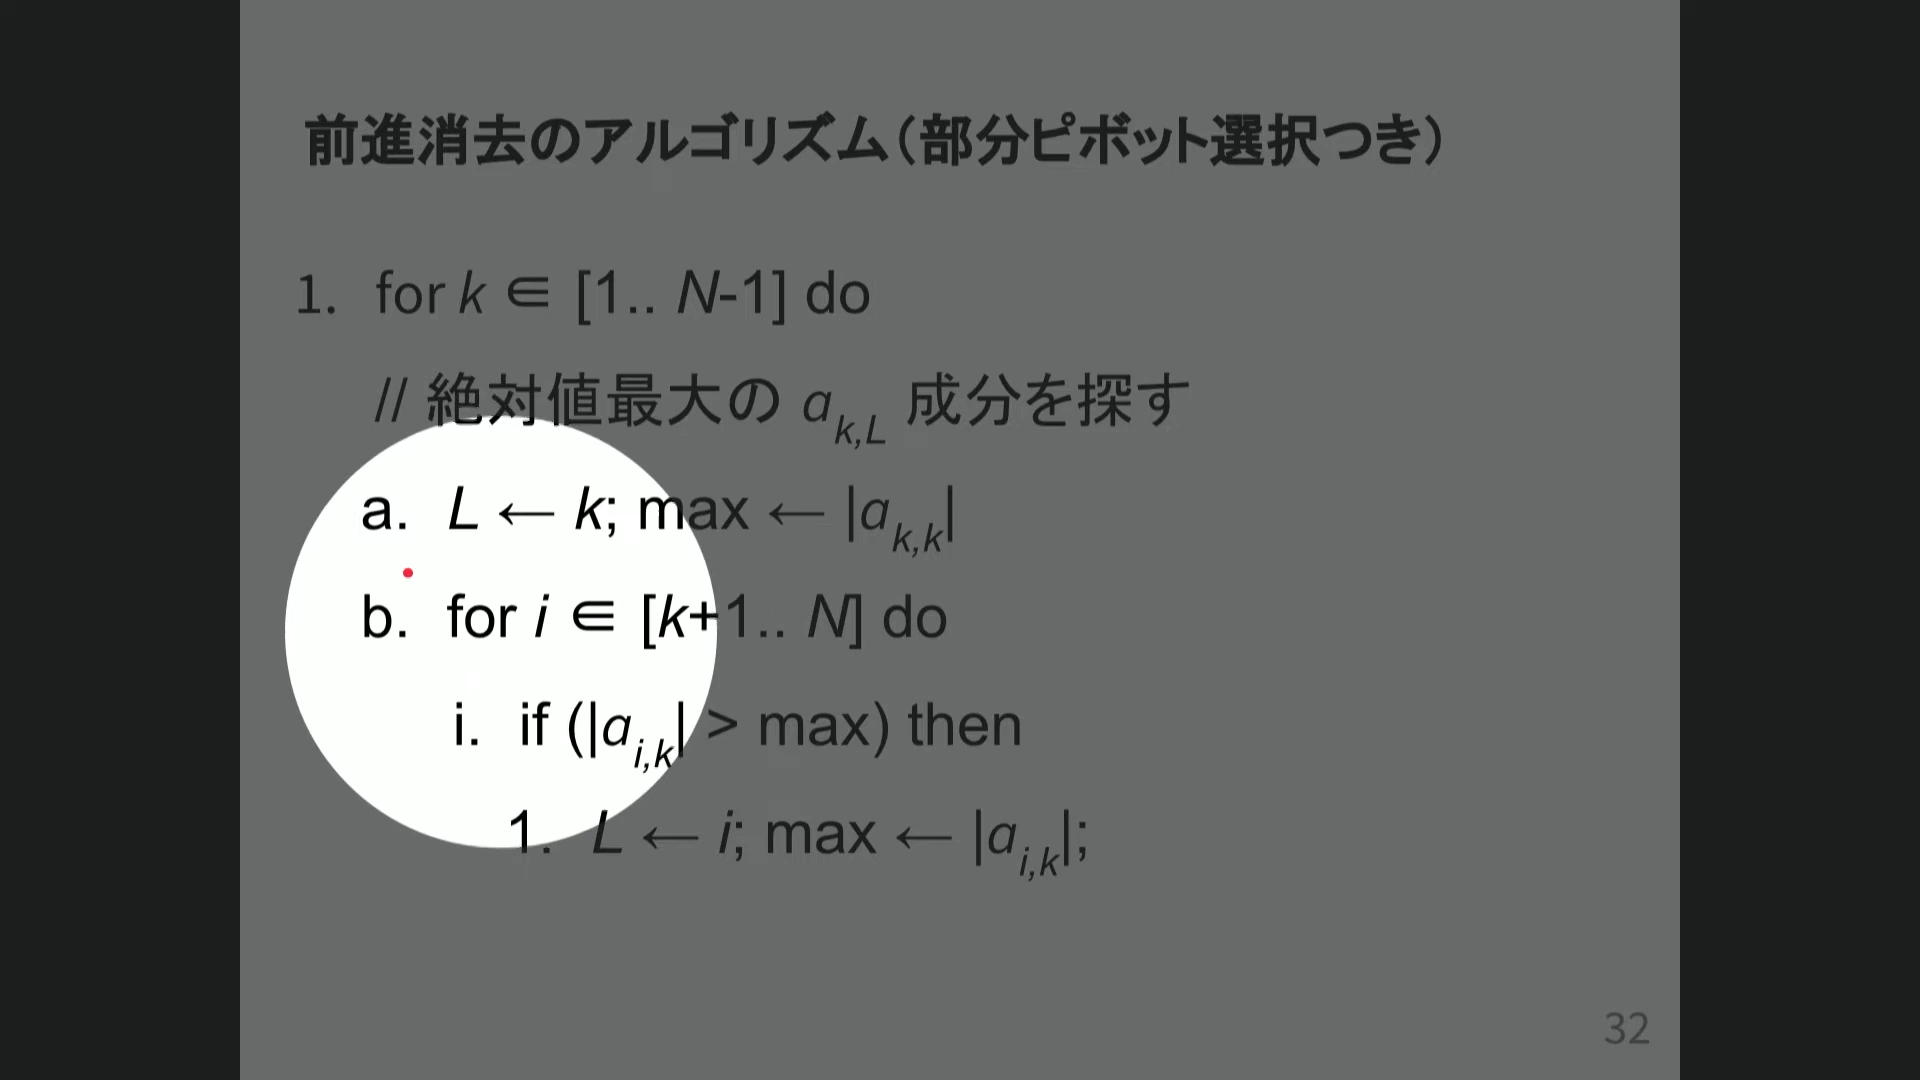 前進消去のアルゴリズム（部分ピボット選択つき）
1. for k ∈ [1.. N-1] do
// 絶対値最大の a_{k,L} 成分を探す
a. L ← k; max ← |a_{k,k}|
b. for i ∈ [k+1.. N] do
i. if (|a_{i,k}| > max) then
1. L ← i; max ← |a_{i,k}|;
32